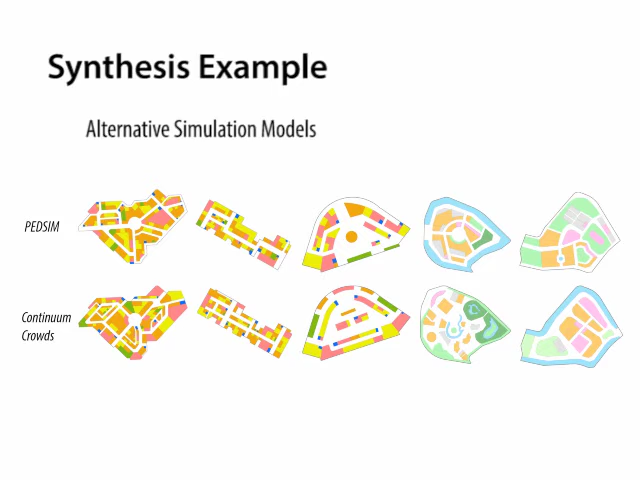 Synthesis Example
Alternative Simulation Models
PEDSIM
Continuum
Crowds